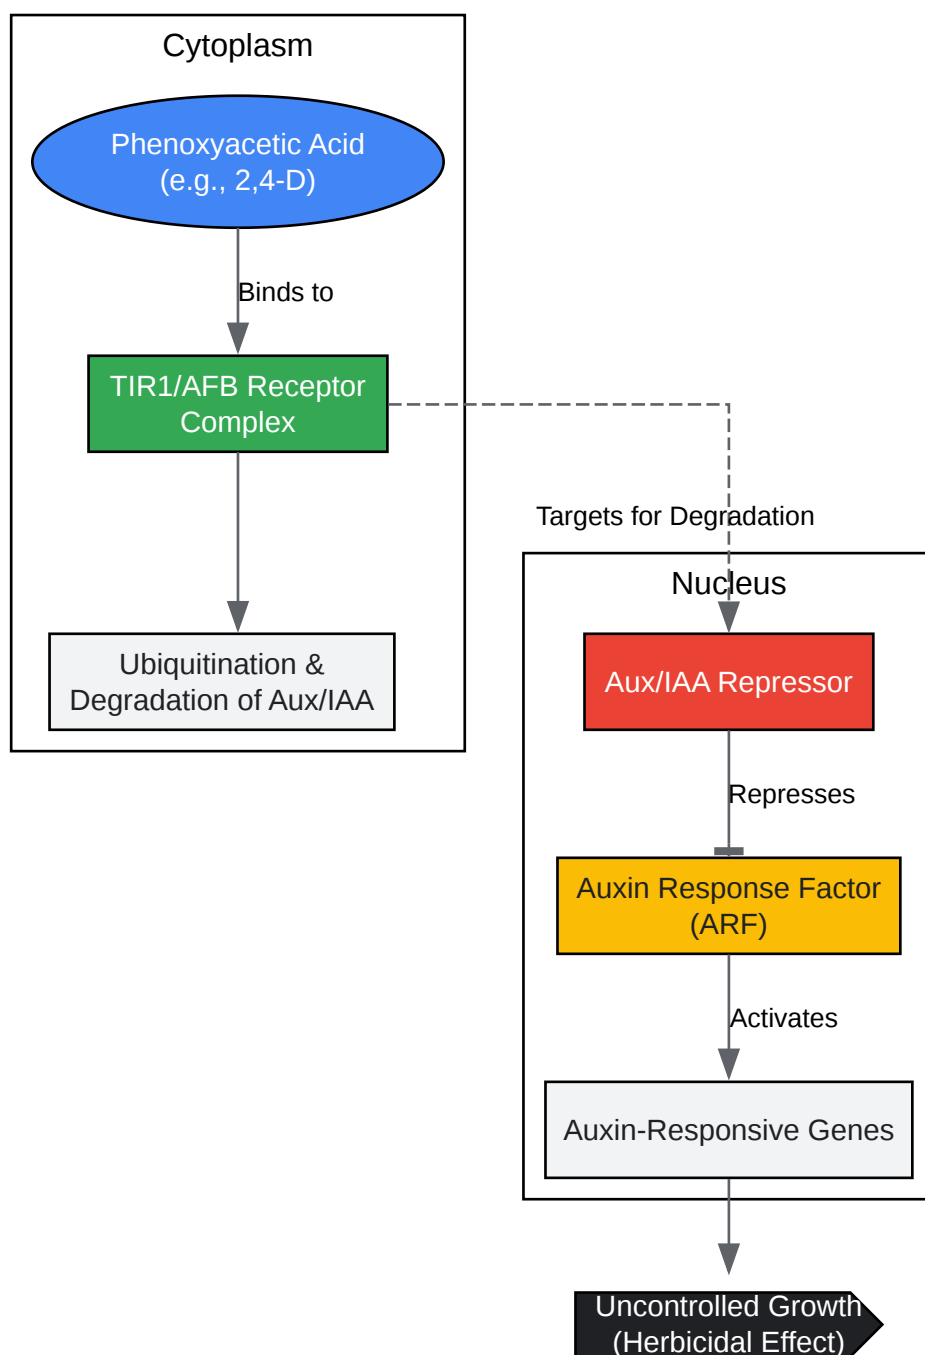 Cytoplasm
Phenoxyacetic Acid
(e.g., 2,4-D)
Binds to
TIR1/AFB Receptor
Complex
Ubiquitination &
Degradation of Aux/IAA
Targets for Degradation
Nucleus
Aux/IAA Repressor
Represses
Auxin Response Factor
(ARF)
Activates
Auxin-Responsive Genes
Uncontrolled Growth
(Herbicidal Effect)